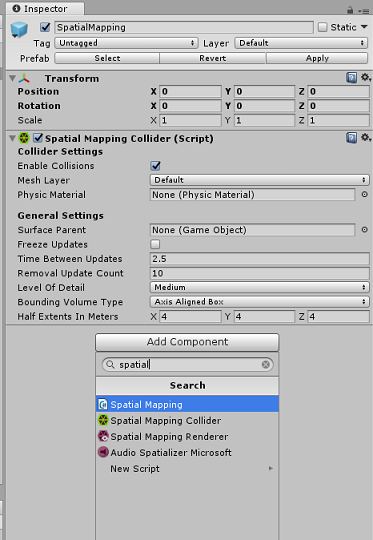 Inspector
SpatialMapping Static
Tag Untagged Layer Default
Prefab Select Revert Apply
Transform
Position X 0 Y 0 Z 0
Rotation X 0 Y 0 Z 0
Scale X 1 Y 1 Z 1
Spatial Mapping Collider (Script)
Collider Settings
Enable Collisions
Mesh Layer Default
Physic Material None (Physic Material)
General Settings
Surface Parent None (Game Object)
Freeze Updates
Time Between Updates 2.5
Removal Update Count 10
Level Of Detail Medium
Bounding Volume Type Axis Aligned Box
Half Extents In Meters X 4 Y 4 Z 4
Add Component
spatial
Search
Spatial Mapping
Spatial Mapping Collider
Spatial Mapping Renderer
Audio Spatializer Microsoft
New Script